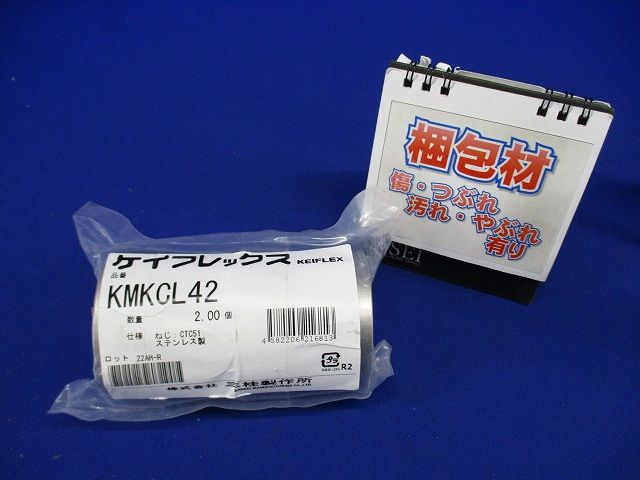 ケイフレックス KEIFLEX
品番
KMKCL42
数量 2.00 個
仕様 ねじ:CTC51
ステンレス製
4 582206 216813
ロット. 22AH-R
プラ
R2
株式会社 三桂製作所
梱包材
傷・つぶれ
汚れ・やぶれ
有り
SEI